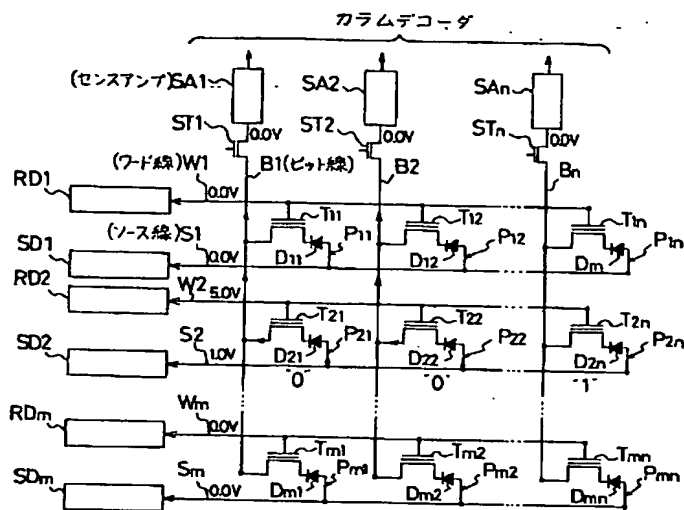 カラムデコーダ
(センスアンプ)SA1 SA2 SAn
ST1 0.0V ST2 0.0V STn 0.0V
(ワード線)W1 B1(ビット線) B2 Bn
RD1 0.0V
T11 T12 T1n
(ソース線)S1 P11 P12 P1n
SD1 0.0V D11 D12 Dm
RD2 W2 5.0V
T21 T22 T2n
SD2 S2 1.0V P21 P22 P2n
D21 D22 D2n
"0" "0" "1"
RDm Wm 0.0V
Tm1 Tm2 Tmn
SDm Sm 0.0V Pm1 Pm2 Pmn
Dm1 Dm2 Dmn